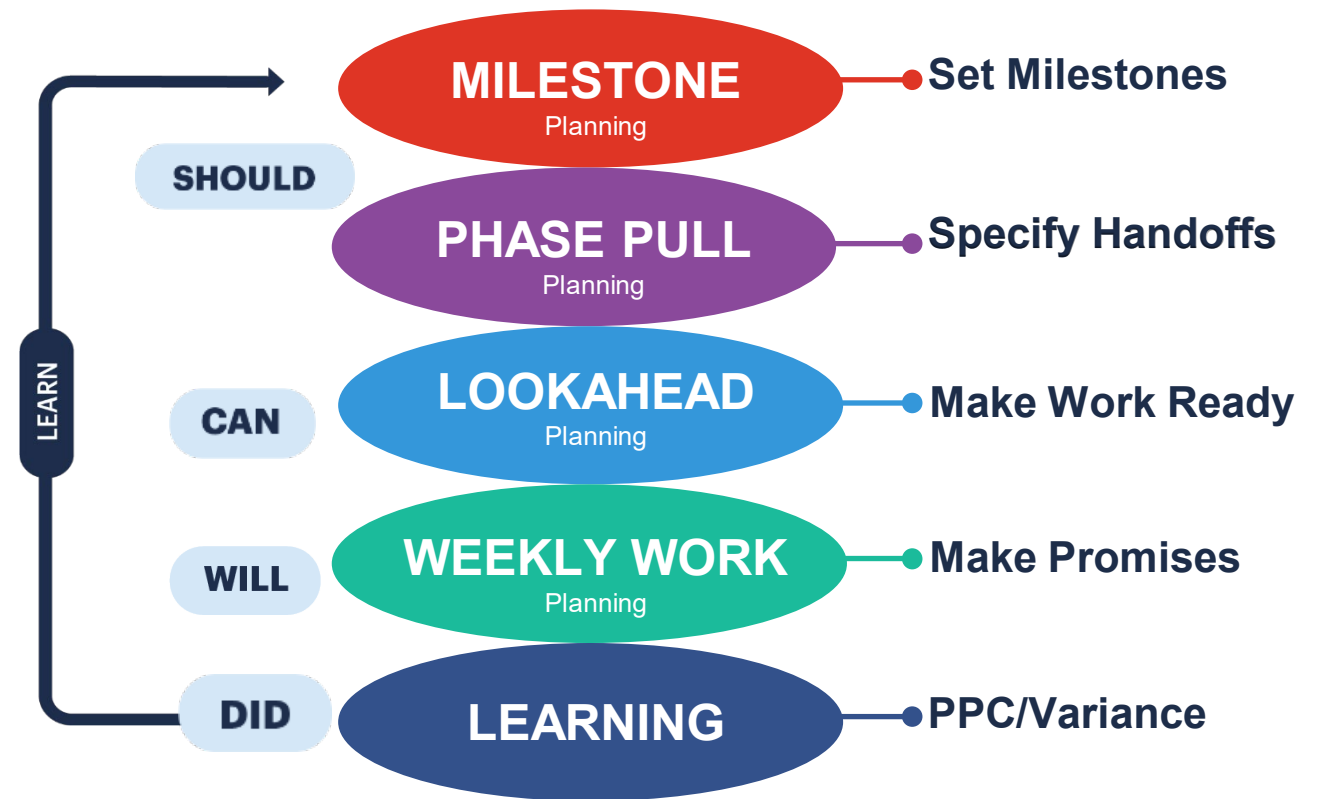 MILESTONE
Planning
Set Milestones
SHOULD
PHASE PULL
Planning
Specify Handoffs
LEARN
CAN
LOOKAHEAD
Planning
Make Work Ready
WILL
WEEKLY WORK
Planning
Make Promises
DID
LEARNING
PPC/Variance